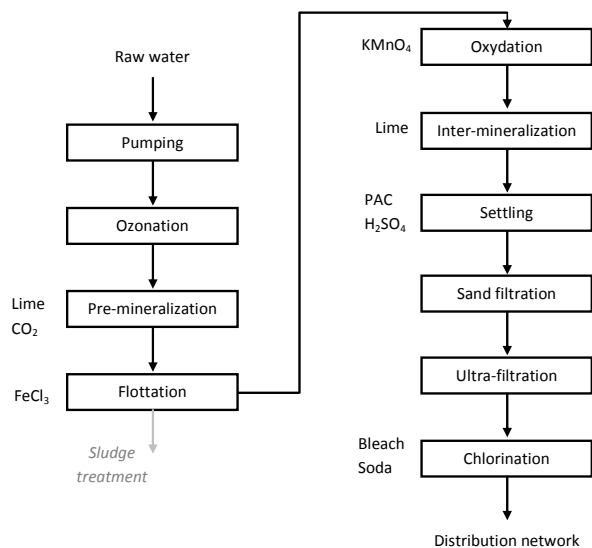 Raw water
Pumping
Ozonation
Lime
CO₂
Pre-mineralization
FeCl₃
Flottation
Sludge
treatment
KMnO₄
Oxydation
Lime
Inter-mineralization
PAC
H₂SO₄
Settling
Sand filtration
Ultra-filtration
Bleach
Soda
Chlorination
Distribution network